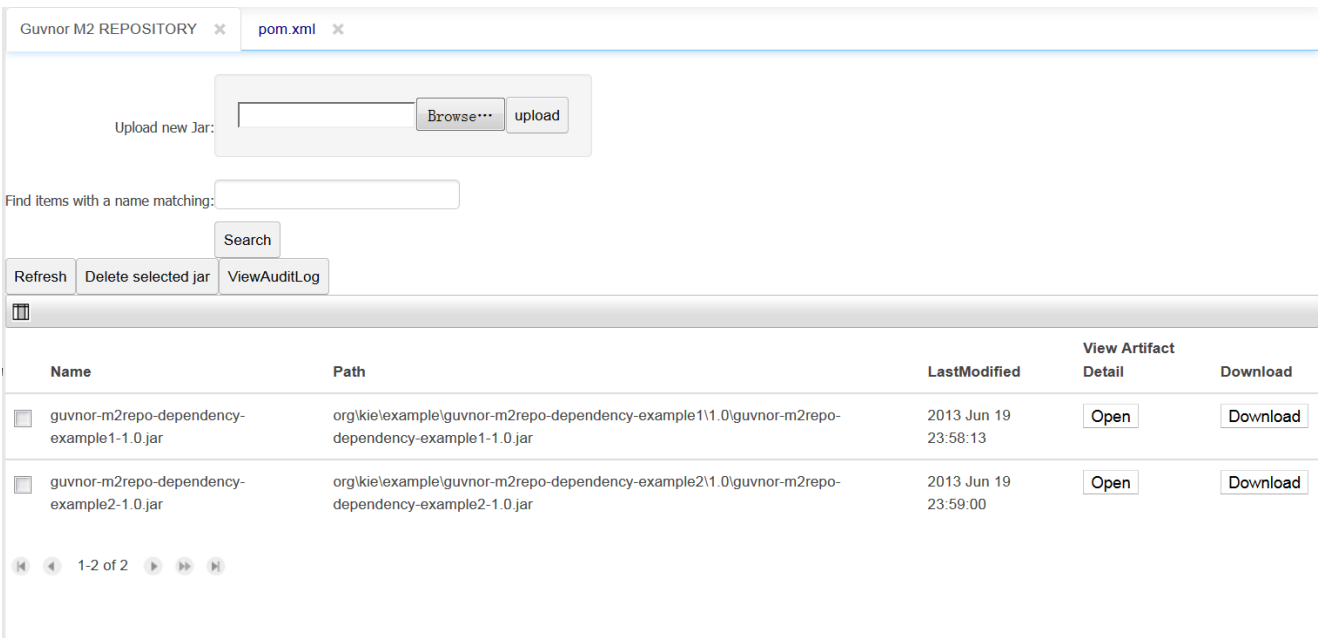 Guvnor M2 REPOSITORY
pom.xml
Upload new Jar:
Browse···
upload
Find items with a name matching:
Search
Refresh
Delete selected jar
ViewAuditLog
Name
Path
LastModified
View Artifact
Detail
Download
guvnor-m2repo-dependency-
example1-1.0.jar
org\kie\example\guvnor-m2repo-dependency-example1\1.0\guvnor-m2repo-
dependency-example1-1.0.jar
2013 Jun 19
23:58:13
Open
Download
guvnor-m2repo-dependency-
example2-1.0.jar
org\kie\example\guvnor-m2repo-dependency-example2\1.0\guvnor-m2repo-
dependency-example2-1.0.jar
2013 Jun 19
23:59:00
Open
Download
1-2 of 2